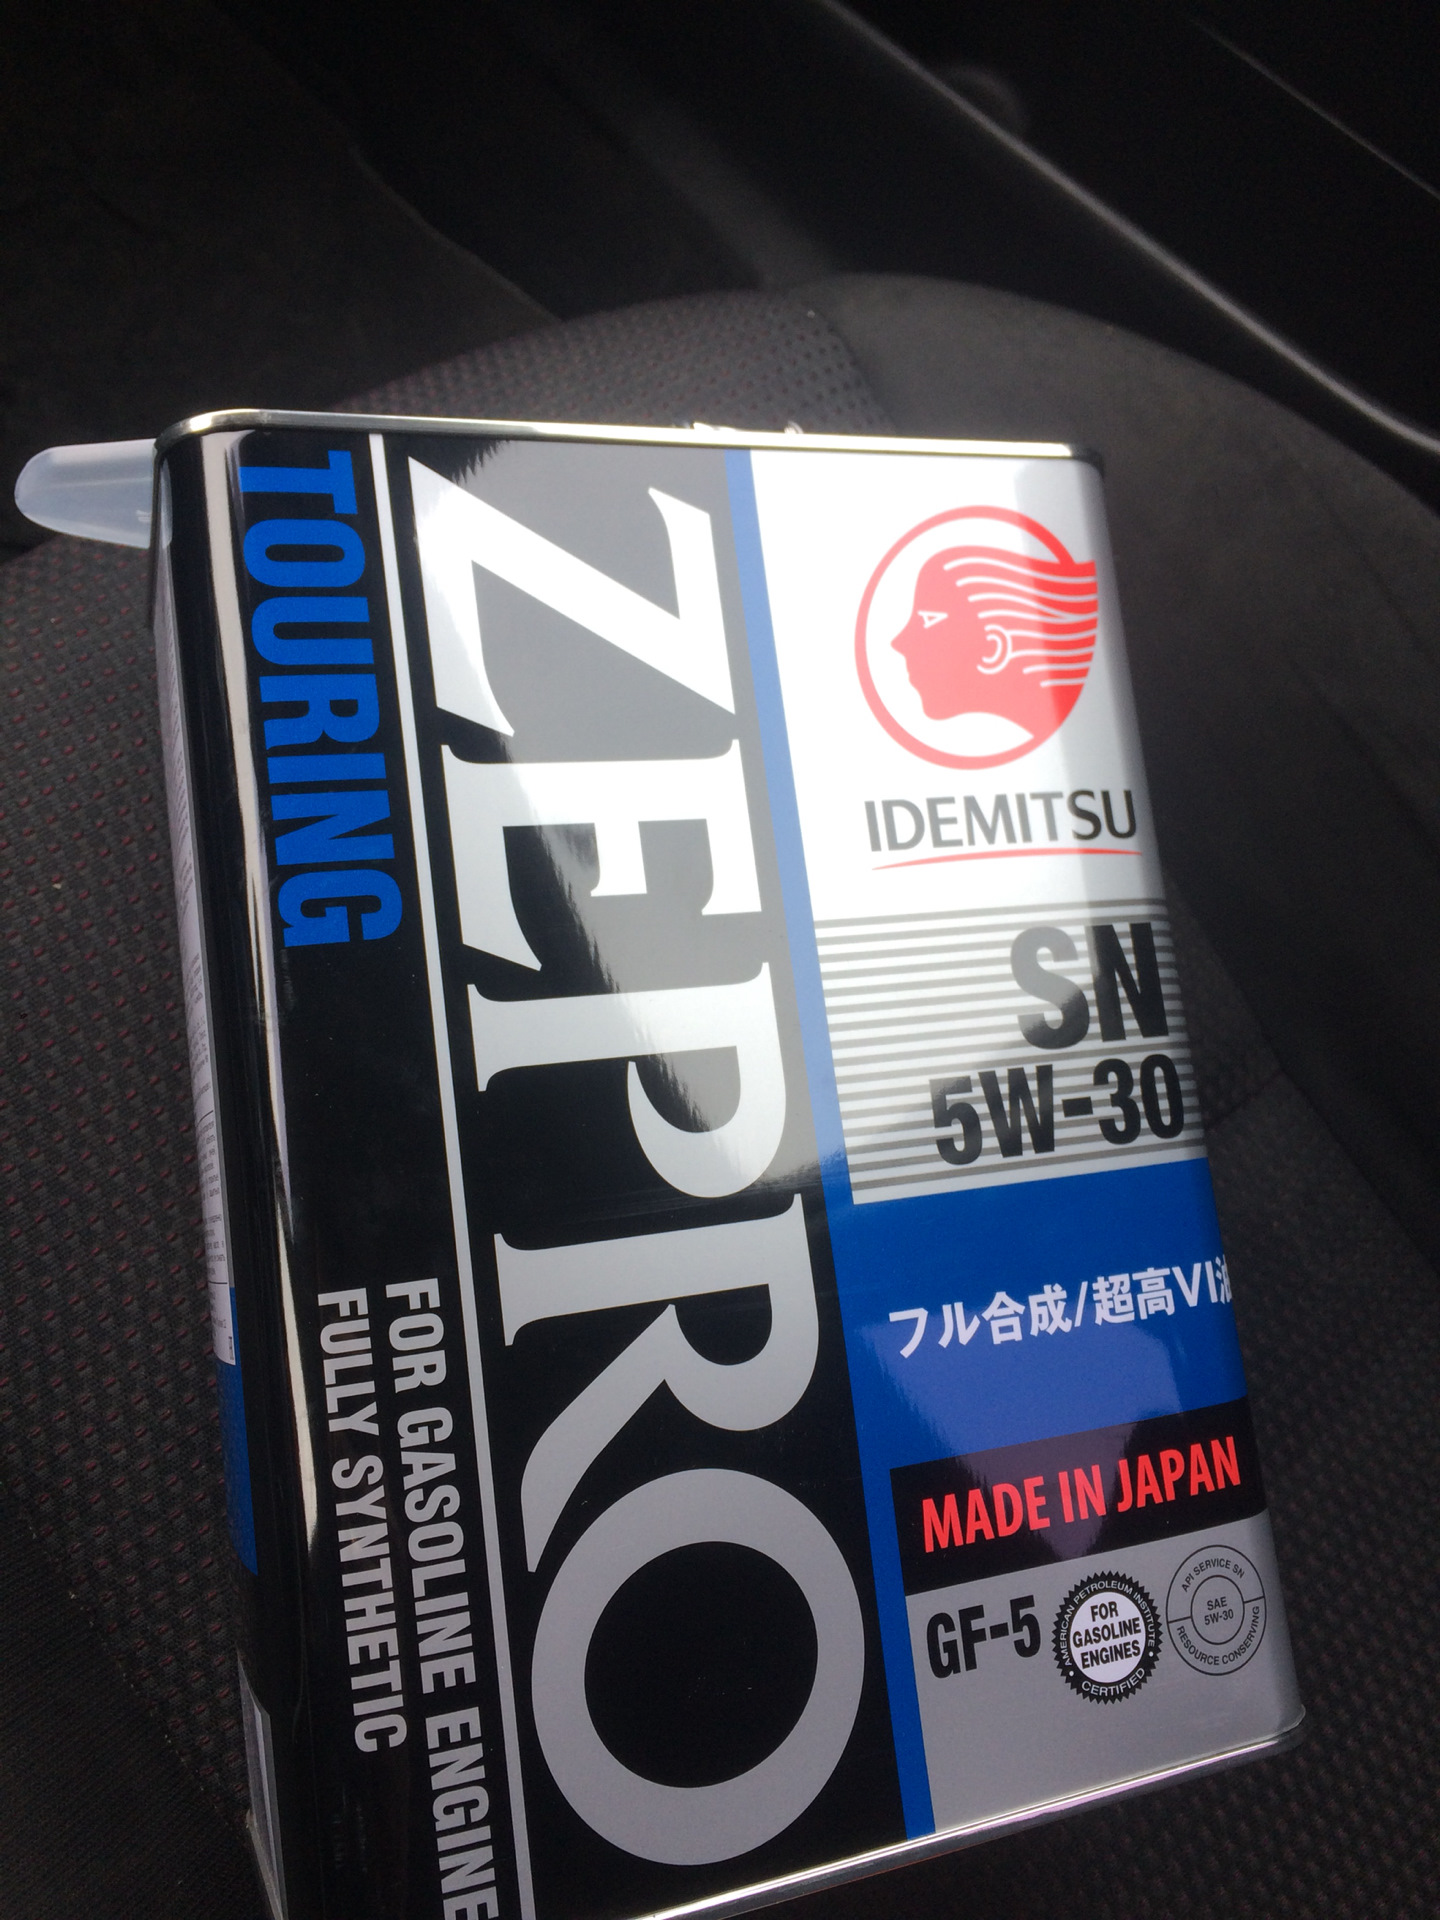 TOURING
ZEPRO
FOR GASOLINE ENGINE
FULLY SYNTHETIC
IDEMITSU
SN
5W-30
フル合成/超高VI油
MADE IN JAPAN
GF-5
AMERICAN PETROLEUM INSTITUTE
FOR
GASOLINE
ENGINES
CERTIFIED
API SERVICE SN
SAE
5W-30
RESOURCE CONSERVING